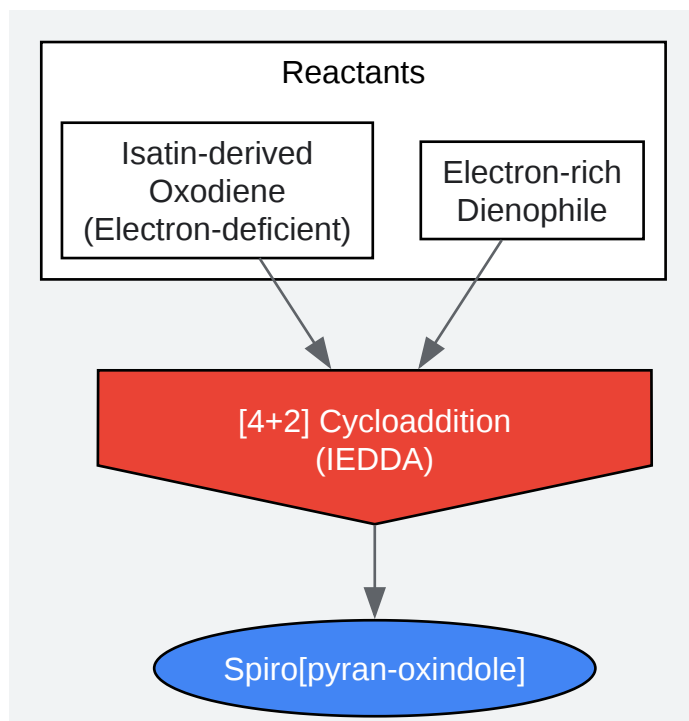 Reactants
Isatin-derived
Oxodiene
(Electron-deficient)
Electron-rich
Dienophile
[4+2] Cycloaddition
(IEDDA)
Spiro[pyran-oxindole]